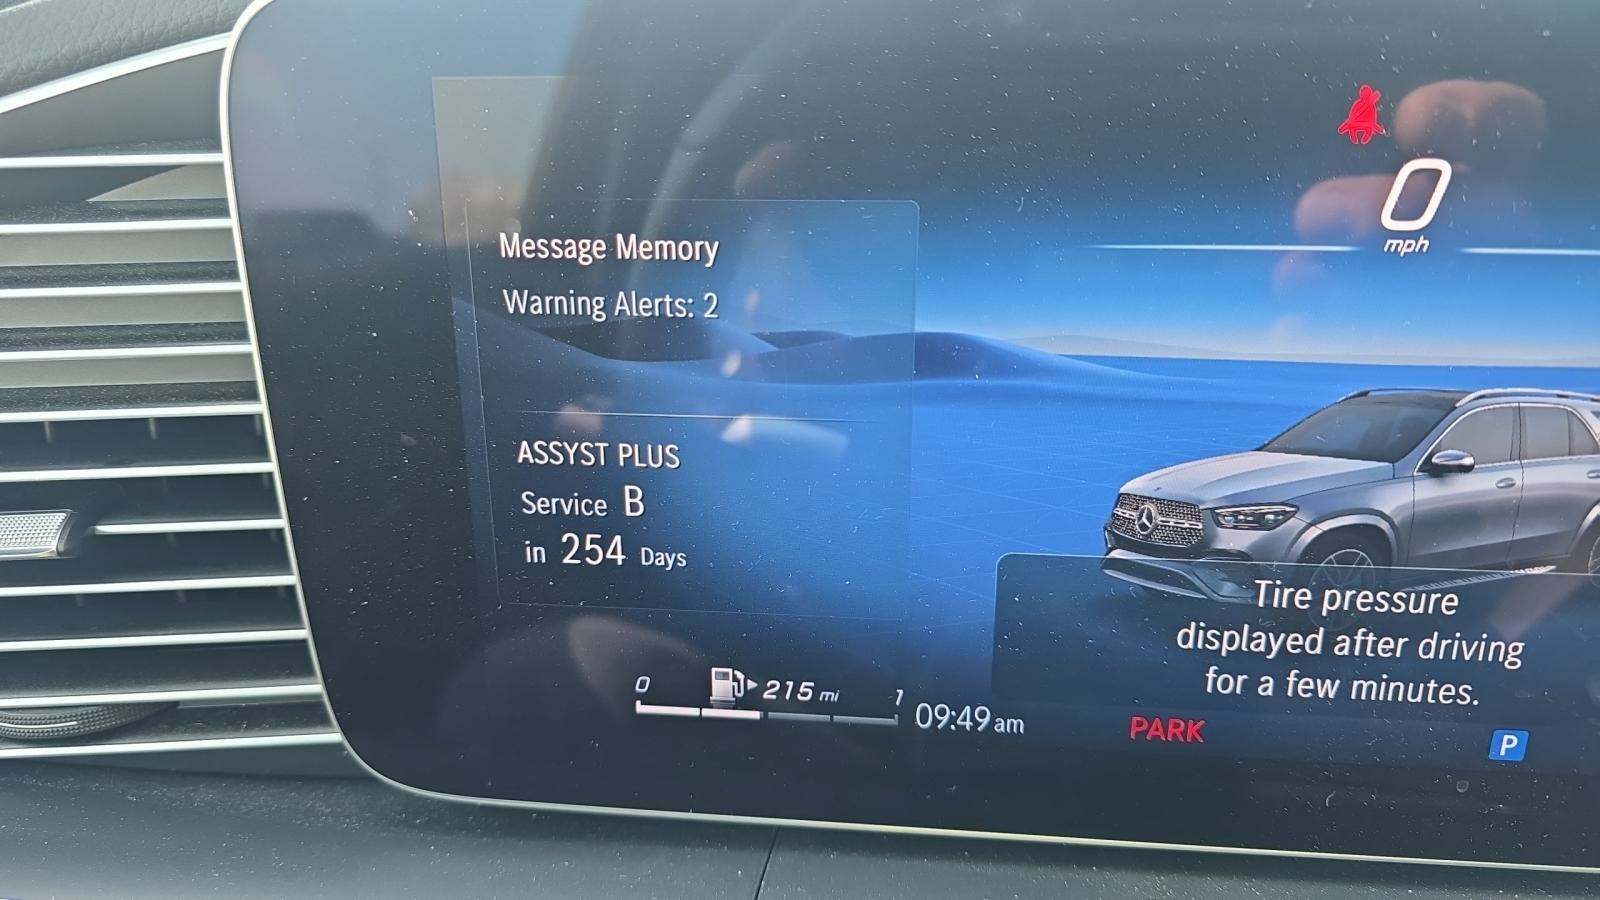 Message Memory
Warning Alerts: 2
ASSYST PLUS
Service B
in 254 Days
0 mph
Tire pressure
displayed after driving
for a few minutes.
0 215 mi 1
09:49 am
PARK
P